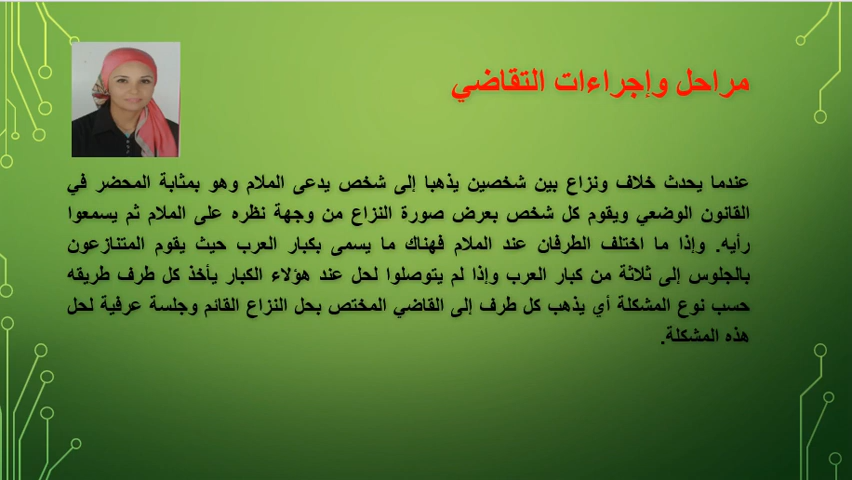 مراحل وإجراءات التقاضي
عندما يحدث خلاف ونزاع بين شخصين يذهبا إلى شخص يدعى الملام وهو بمثابة المحضر في
القانون الوضعي ويقوم كل شخص بعرض صورة النزاع من وجهة نظره على الملام ثم يسمعوا
رأيه. وإذا ما اختلف الطرفان عند الملام فهناك ما يسمى بكبار العرب حيث يقوم المتنازعون
بالجلوس إلى ثلاثة من كبار العرب وإذا لم يتوصلوا لحل عند هؤلاء الكبار يأخذ كل طرف طريقه
حسب نوع المشكلة أي يذهب كل طرف إلى القاضي المختص بحل النزاع القائم وجلسة عرفية لحل
هذه المشكلة.